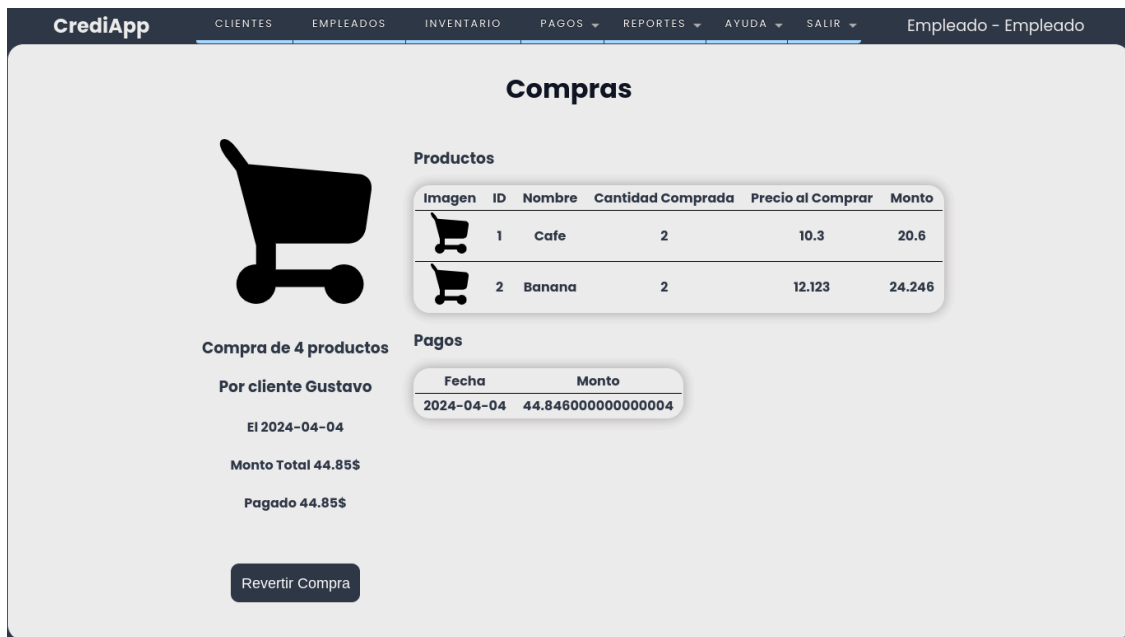 CrediApp CLIENTES EMPLEADOS INVENTARIO PAGOS REPORTES AYUDA SALIR Empleado - Empleado
Compras
Productos
Imagen ID Nombre Cantidad Comprada Precio al Comprar Monto
1 Cafe 2 10.3 20.6
2 Banana 2 12.123 24.246
Compra de 4 productos
Por cliente Gustavo
El 2024-04-04
Monto Total 44.85$
Pagado 44.85$
Revertir Compra
Pagos
Fecha Monto
2024-04-04 44.846000000000004